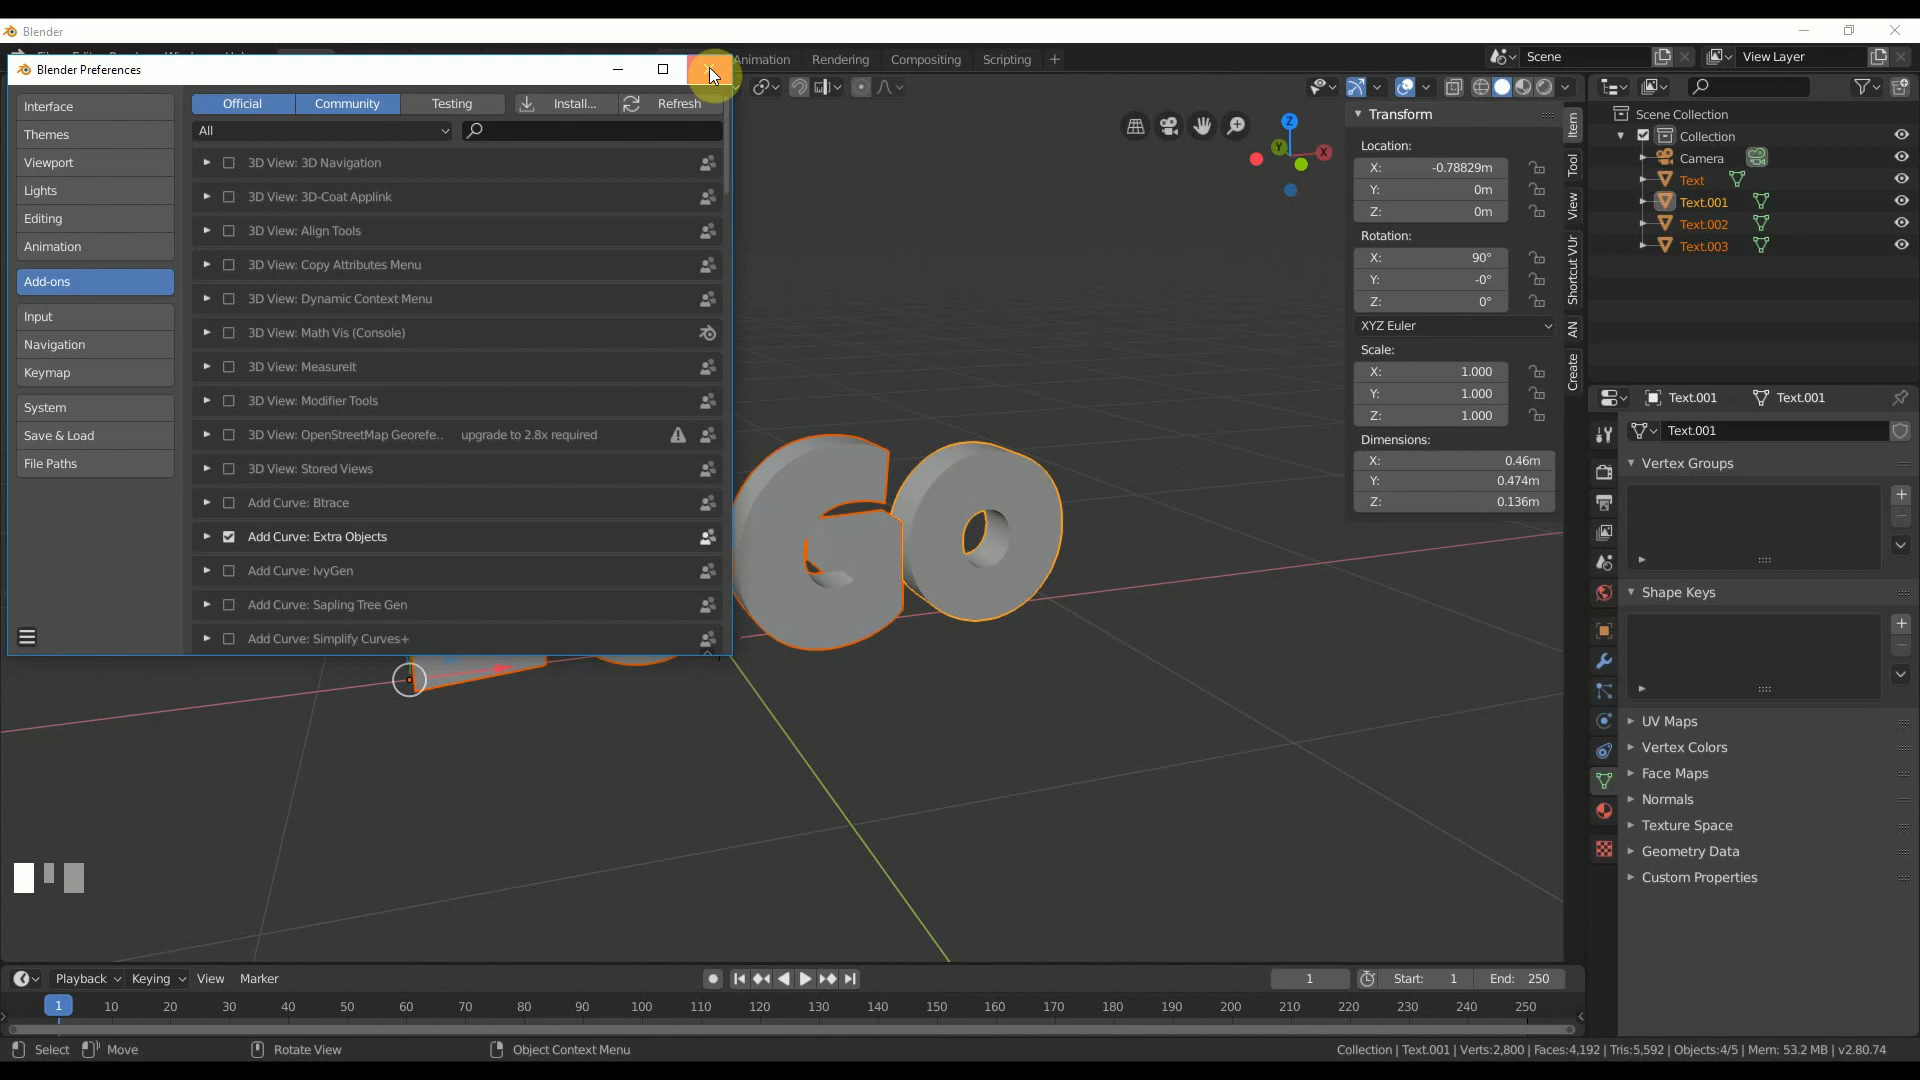 Blender
Blender Preferences
Animation
Rendering
Compositing
Scripting
+
Scene
View Layer
Interface
Themes
Viewport
Lights
Editing
Animation
Add-ons
Input
Navigation
Keymap
System
Save & Load
File Paths
Official
Community
Testing
Install...
Refresh
All
3D View: 3D Navigation
3D View: 3D-Coat Applink
3D View: Align Tools
3D View: Copy Attributes Menu
3D View: Dynamic Context Menu
3D View: Math Vis (Console)
3D View: MeasureIt
3D View: Modifier Tools
3D View: OpenStreetMap Georefe.. upgrade to 2.8x required
3D View: Stored Views
Add Curve: Btrace
Add Curve: Extra Objects
Add Curve: IvyGen
Add Curve: Sapling Tree Gen
Add Curve: Simplify Curves+
GO
Z
Y
X
Transform
Location:
X: -0.78829m
Y: 0m
Z: 0m
Rotation:
X: 90°
Y: -0°
Z: 0°
XYZ Euler
Scale:
X: 1.000
Y: 1.000
Z: 1.000
Dimensions:
X: 0.46m
Y: 0.474m
Z: 0.136m
Item
Tool
View
Shortcut VUr
AN
Create
Scene Collection
Collection
Camera
Text
Text.001
Text.002
Text.003
Text.001
Text.001
Text.001
Vertex Groups
Shape Keys
UV Maps
Vertex Colors
Face Maps
Normals
Texture Space
Geometry Data
Custom Properties
Playback
Keying
View
Marker
1
Start: 1
End: 250
1 10 20 30 40 50 60 70 80 90 100 110 120 130 140 150 160 170 180 190 200 210 220 230 240 250
Select
Move
Rotate View
Object Context Menu
Collection | Text.001 | Verts:2,800 | Faces:4,192 | Tris:5,592 | Objects:4/5 | Mem: 53.2 MB | v2.80.74